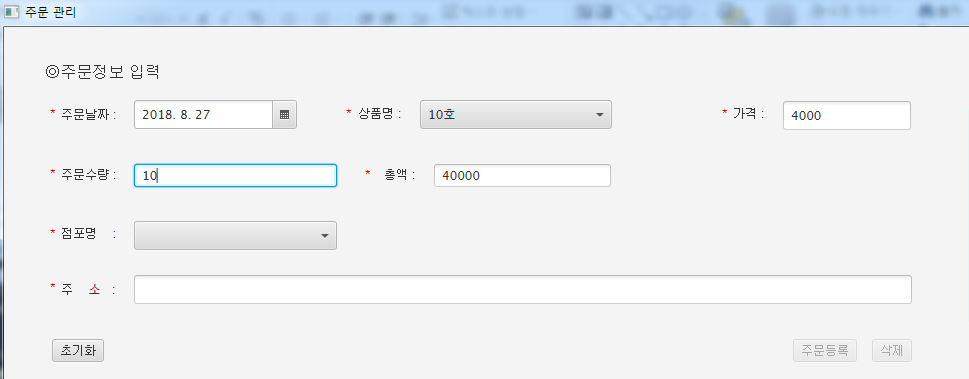 주문 관리
◎주문정보 입력
* 주문날짜 : 2018. 8. 27 * 상품명 : 10호 * 가격 : 4000
* 주문수량 : 10 * 총액 : 40000
* 점포명 :
* 주 소 :
초기화 주문등록 삭제